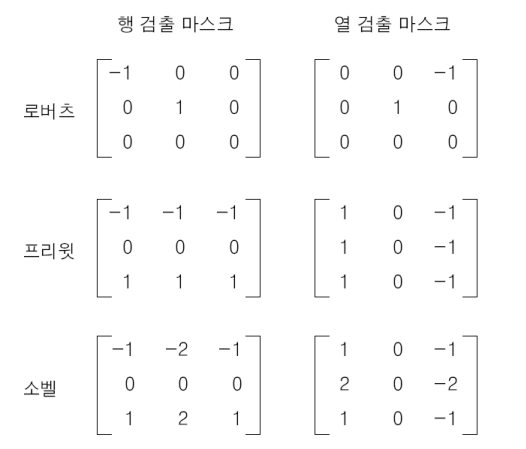 행 검출 마스크 열 검출 마스크
-1 0 0 0 0 -1
로버츠 0 1 0 0 1 0
0 0 0 0 0 0
-1 -1 -1 1 0 -1
프리윗 0 0 0 1 0 -1
1 1 1 1 0 -1
-1 -2 -1 1 0 -1
소벨 0 0 0 2 0 -2
1 2 1 1 0 -1